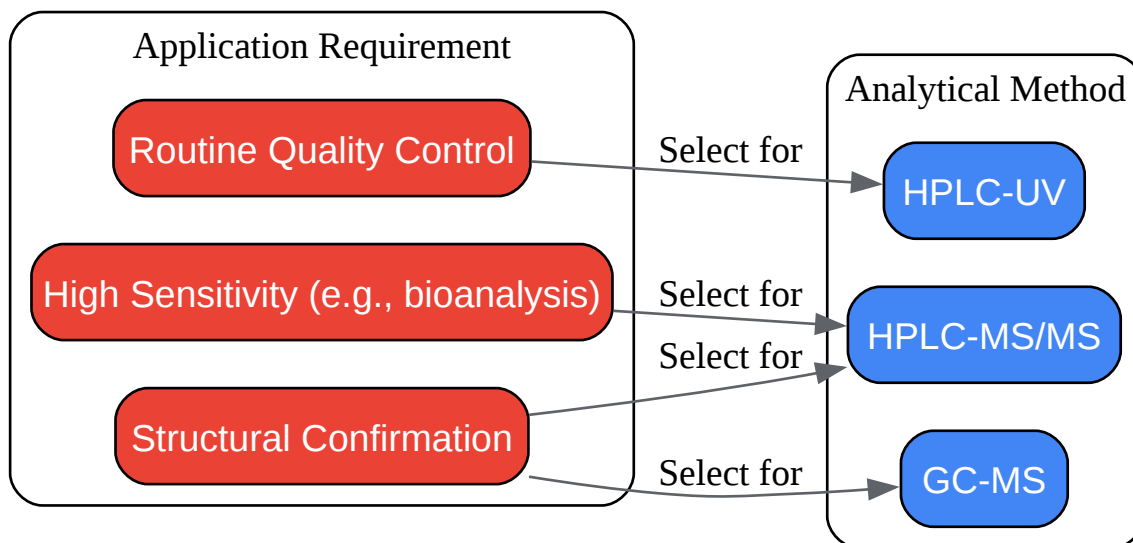 Application Requirement
Routine Quality Control
High Sensitivity (e.g., bioanalysis)
Structural Confirmation
Select for
Select for
Select for
Select for
Analytical Method
HPLC-UV
HPLC-MS/MS
GC-MS